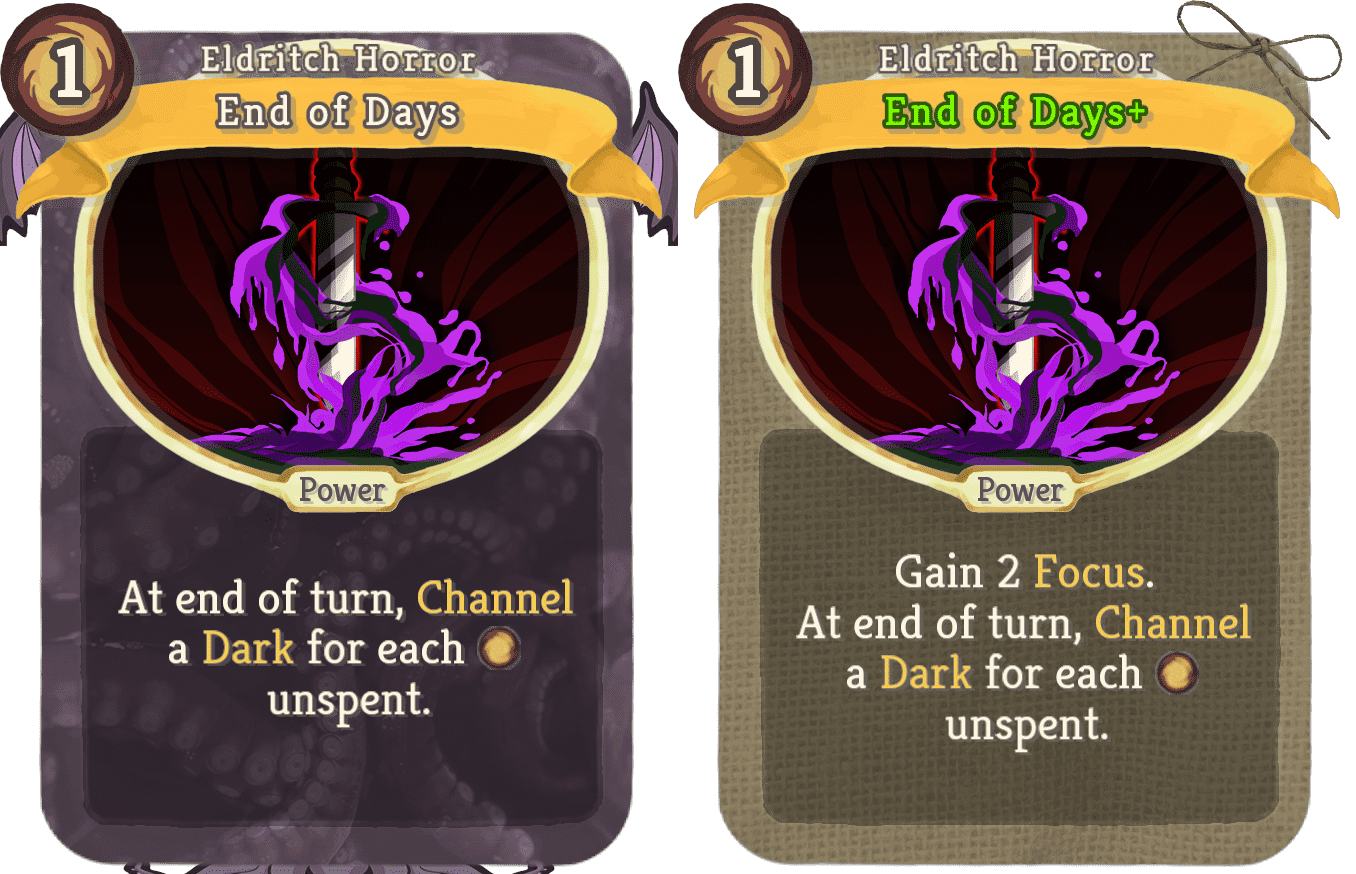 1
Eldritch Horror
End of Days
Power
At end of turn, Channel
a Dark for each
unspent.
1
Eldritch Horror
End of Days+
Power
Gain 2 Focus.
At end of turn, Channel
a Dark for each
unspent.